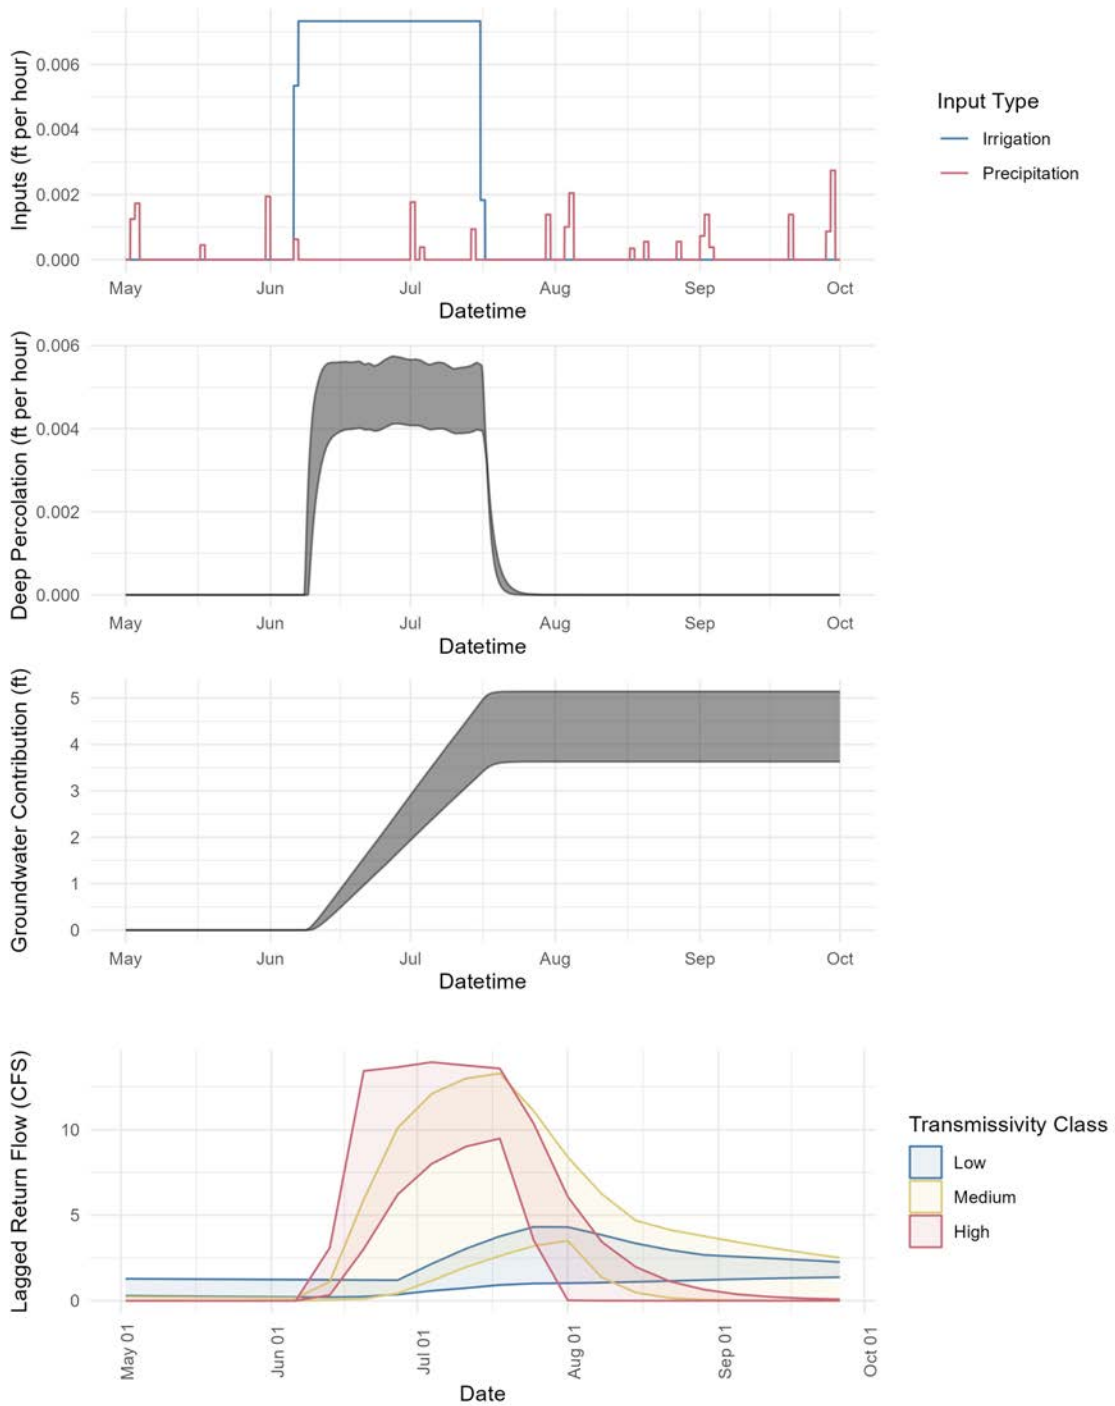 Inputs (ft per hour)
0.006
0.004
0.002
0.000
May Jun Jul Aug Sep Oct
Datetime
Input Type
Irrigation
Precipitation
Deep Percolation (ft per hour)
0.006
0.004
0.002
0.000
May Jun Jul Aug Sep Oct
Datetime
Groundwater Contribution (ft)
5
4
3
2
1
0
May Jun Jul Aug Sep Oct
Datetime
Lagged Return Flow (CFS)
10
5
0
May 01 Jun 01 Jul 01 Aug 01 Sep 01 Oct 01
Date
Transmissivity Class
Low
Medium
High